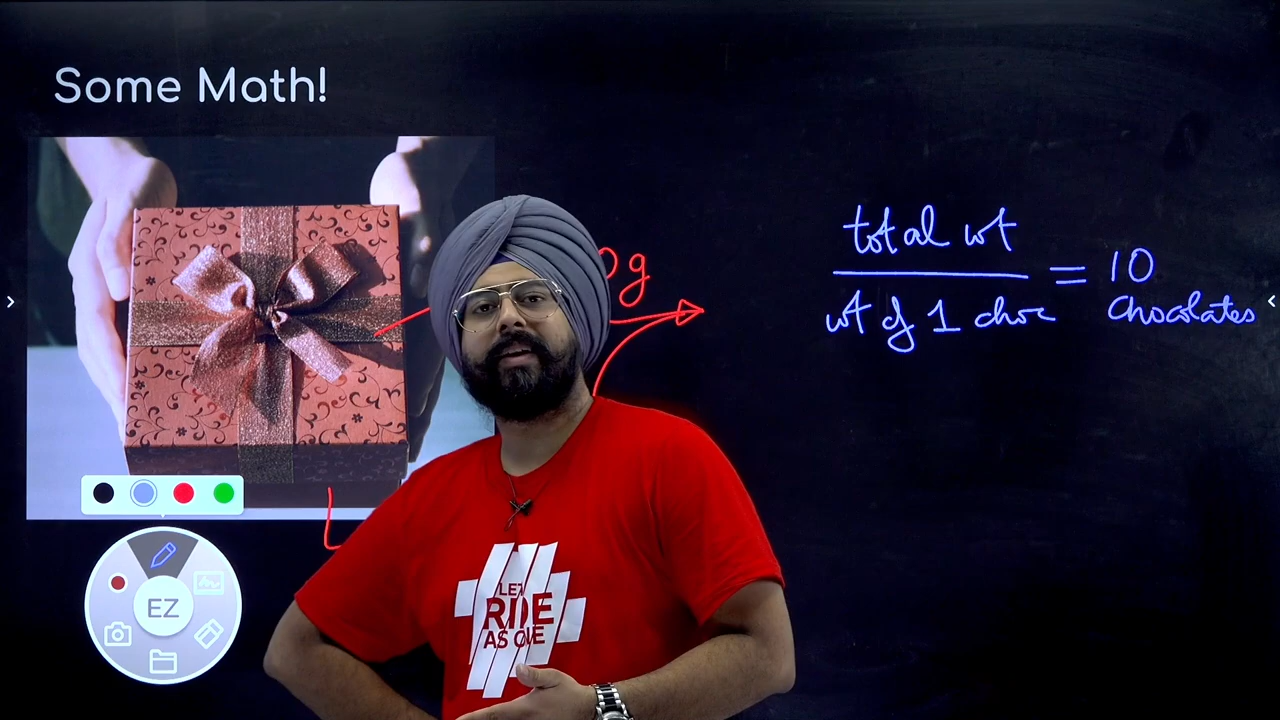 Some Math!
0g
total wt
wt of 1 choc
= 10
Chocolates
EZ
LET
RIDE
AS ONE